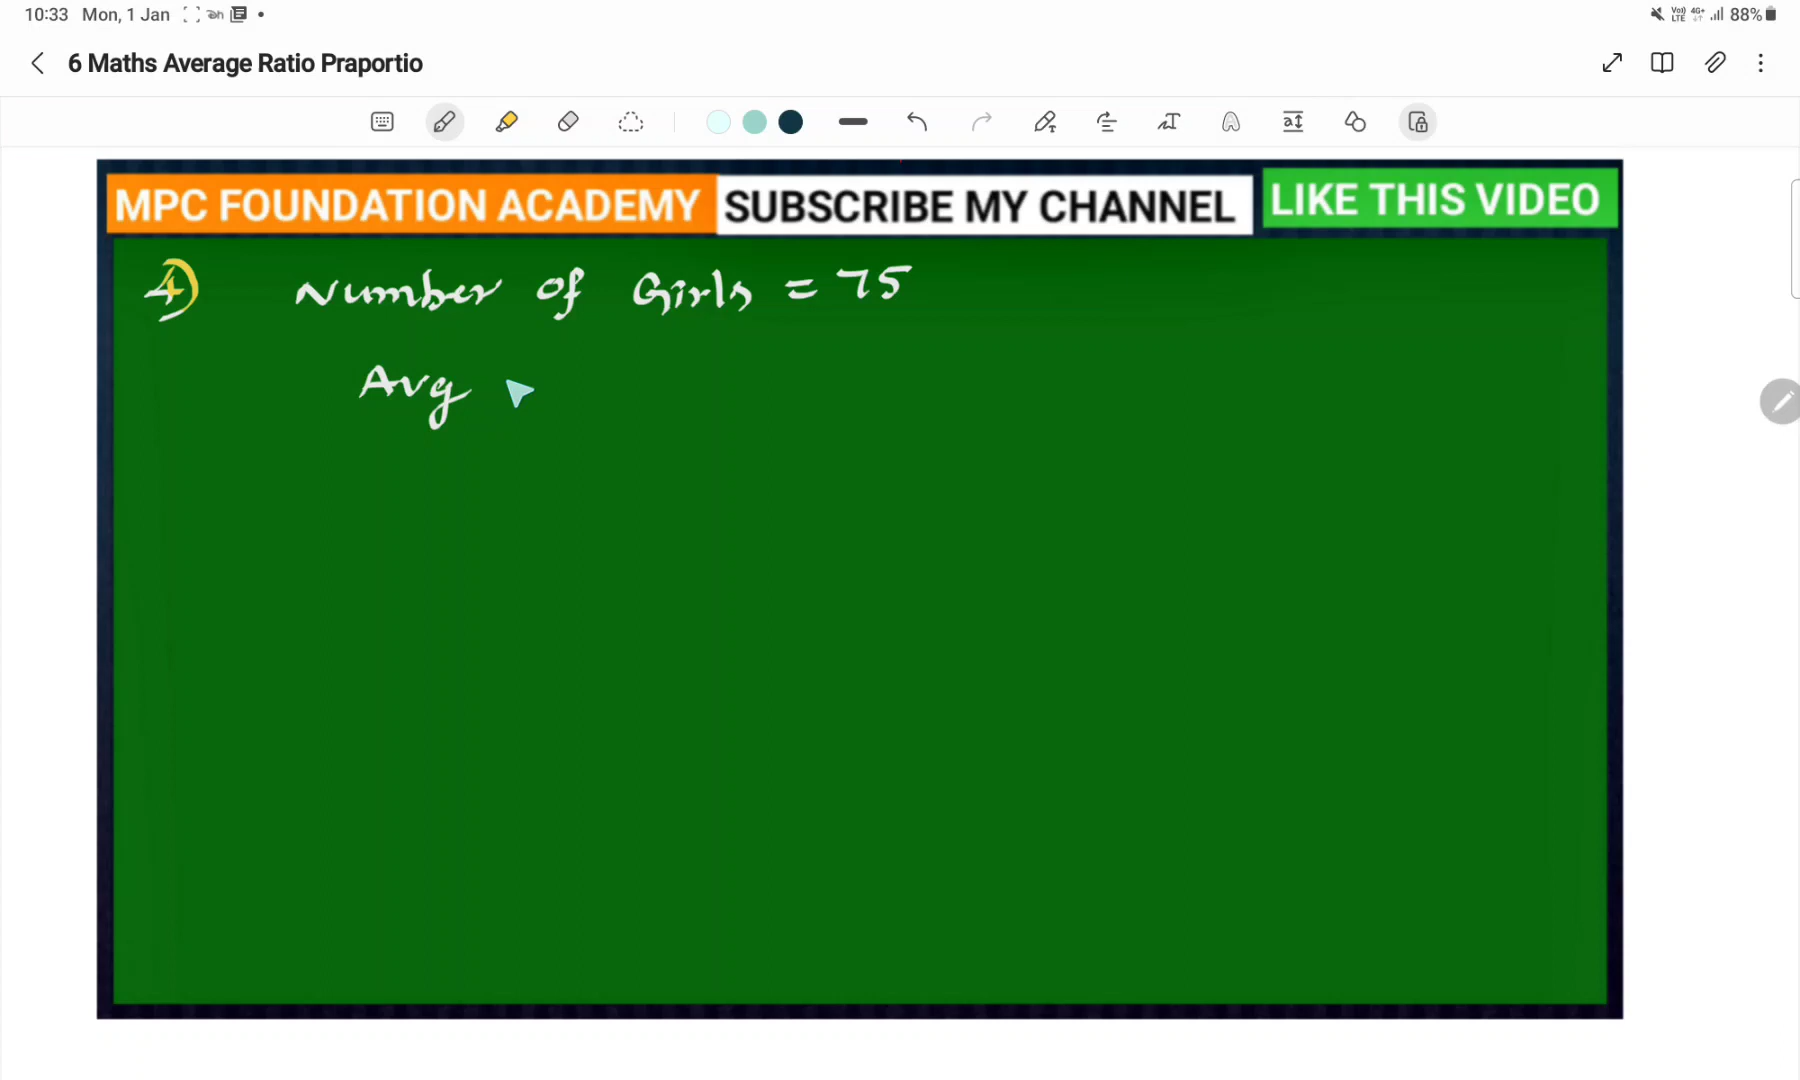 10:33 Mon, 1 Jan 88%
6 Maths Average Ratio Praportio
MPC FOUNDATION ACADEMY SUBSCRIBE MY CHANNEL LIKE THIS VIDEO
4) Number of Girls = 75
Avg